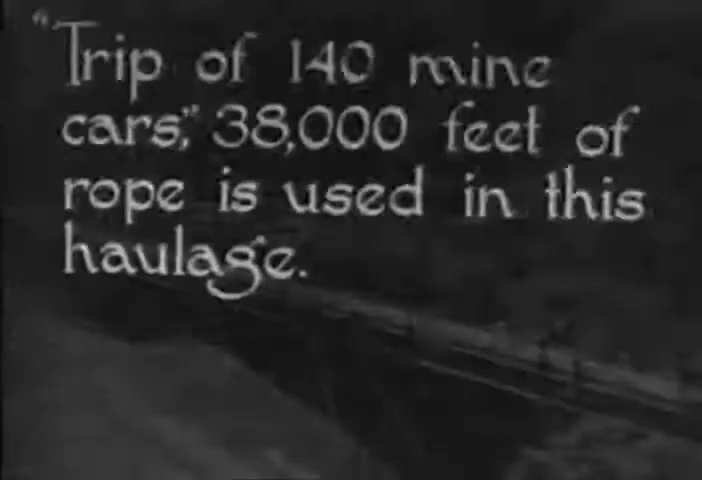 "Trip of 140 mine
cars," 38,000 feet of
rope is used in this
haulage.